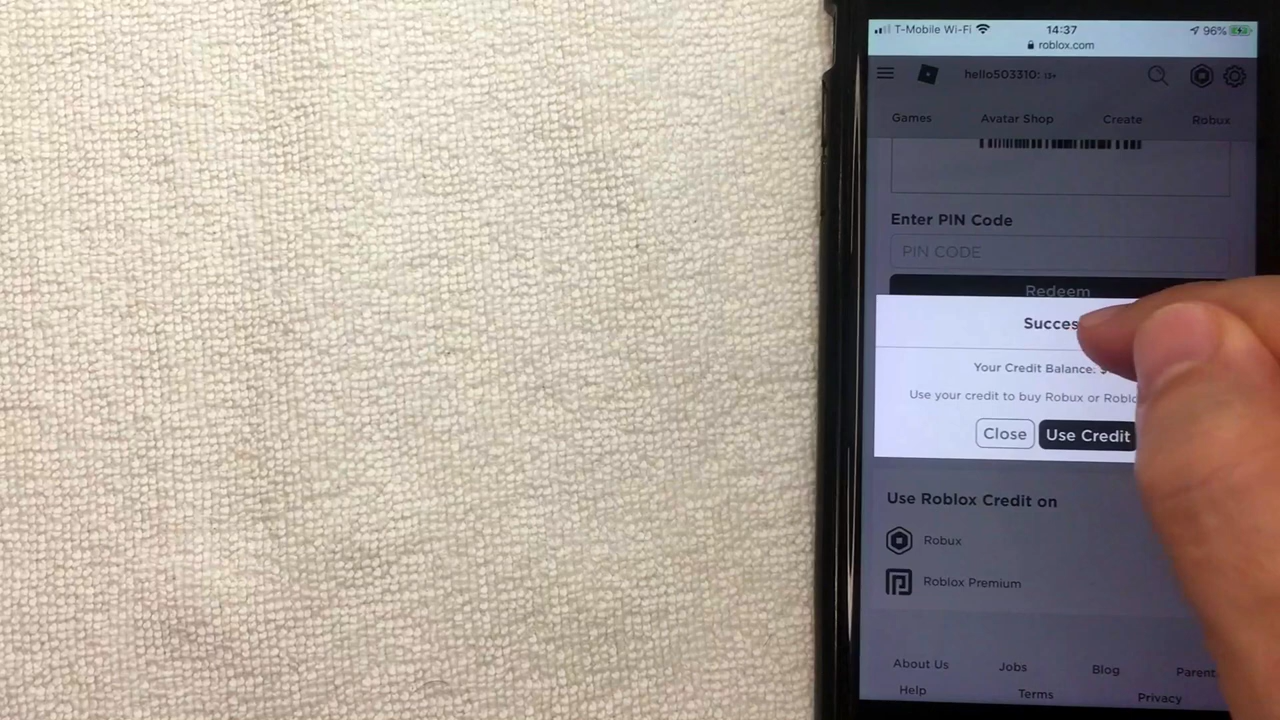 T-Mobile Wi-Fi 14:37 96%
roblox.com
hello503310: 13+
Games Avatar Shop Create Robux
Enter PIN Code
PIN CODE
Redeem
Succes
Your Credit Balance:
Use your credit to buy Robux or Roblo
Close Use Credit
Use Roblox Credit on
Robux
Roblox Premium
About Us Jobs Blog Parent
Help Terms Privacy